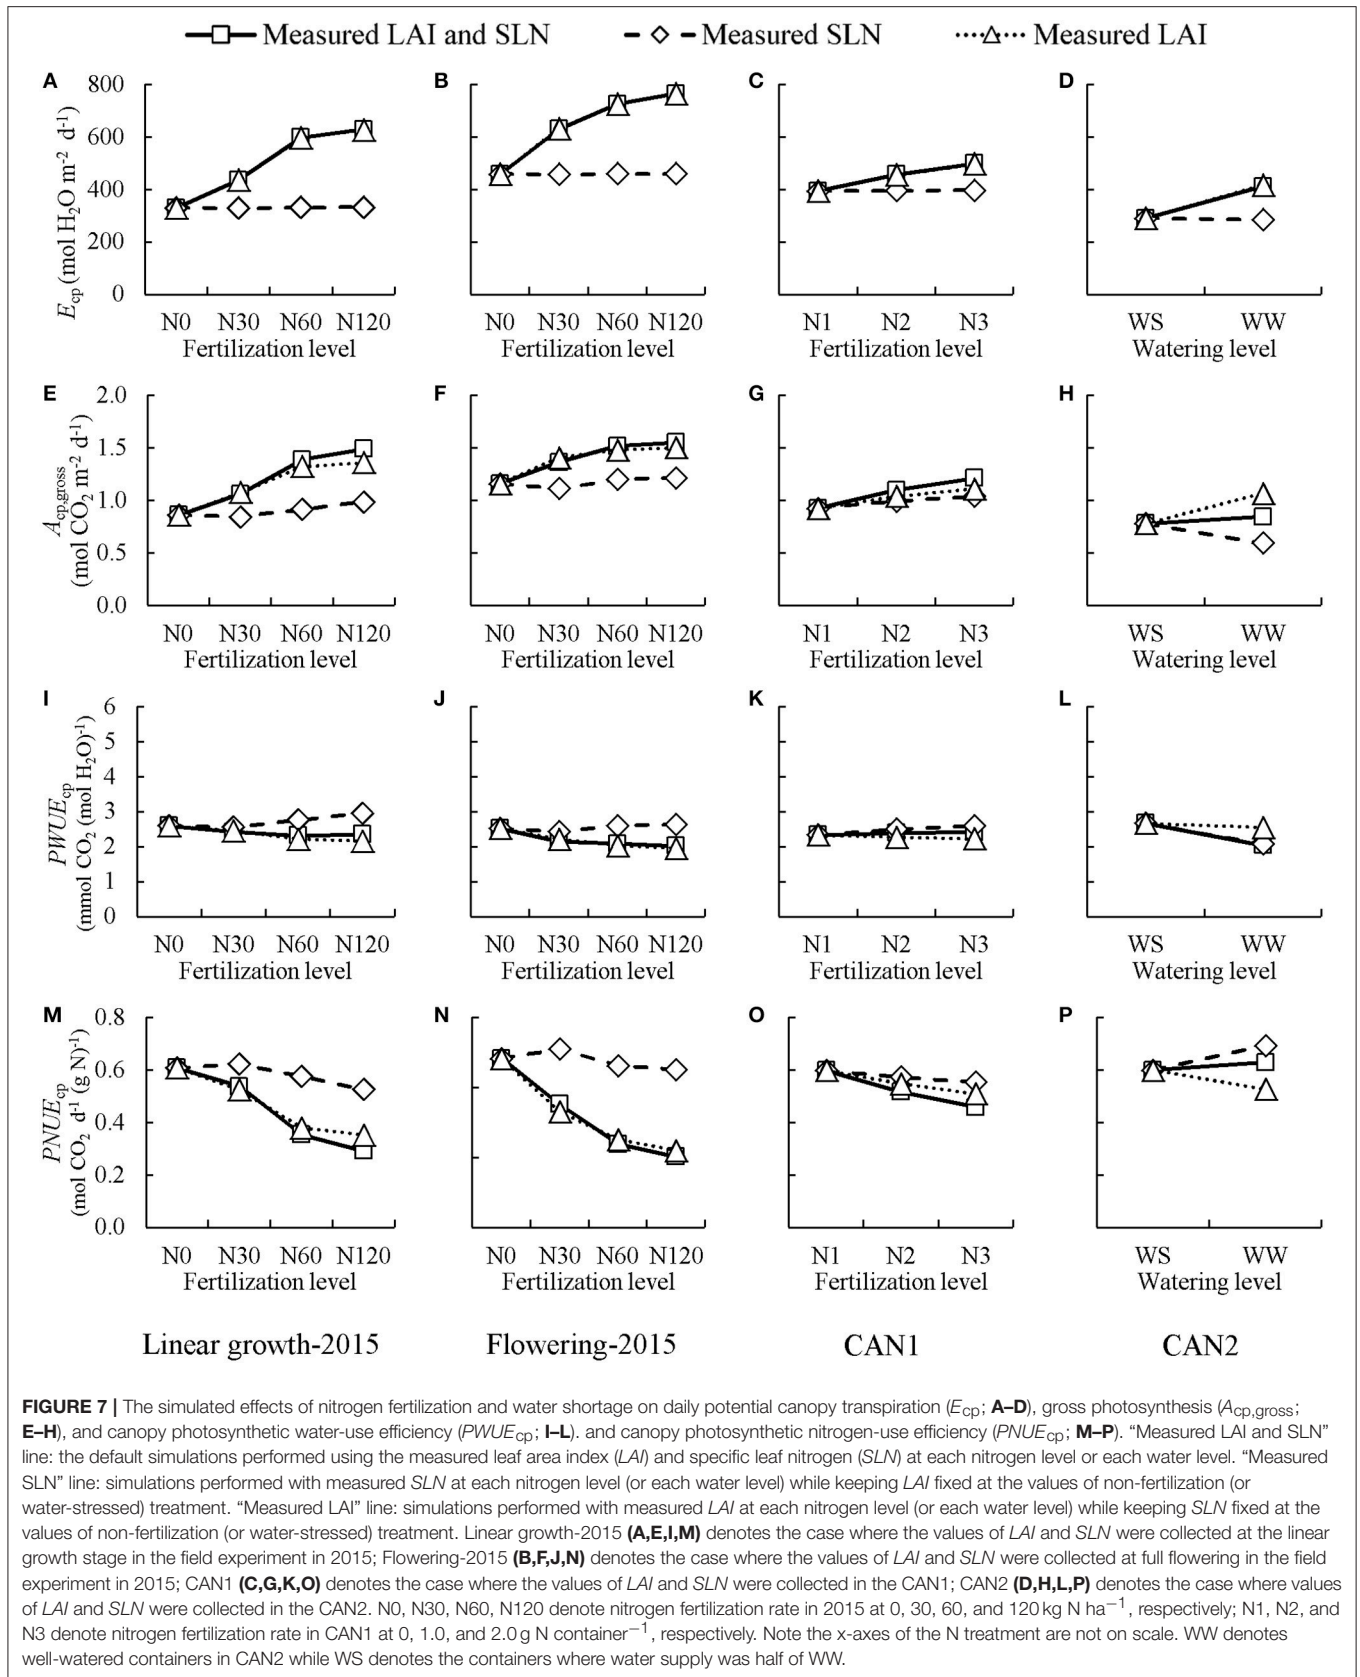 Measured LAI and SLN Measured SLN Measured LAI
A B C D
E_cp (mol H2O m-2 d-1)
800
600
400
200
0
N0 N30 N60 N120 N0 N30 N60 N120 N1 N2 N3 WS WW
Fertilization level Fertilization level Fertilization level Watering level
E F G H
A_cp,gross
(mol CO2 m-2 d-1)
2.0
1.5
1.0
0.5
0.0
N0 N30 N60 N120 N0 N30 N60 N120 N1 N2 N3 WS WW
Fertilization level Fertilization level Fertilization level Watering level
I J K L
PWUE_cp
(mmol CO2 (mol H2O)-1)
6
5
4
3
2
1
0
N0 N30 N60 N120 N0 N30 N60 N120 N1 N2 N3 WS WW
Fertilization level Fertilization level Fertilization level Watering level
M N O P
PNUE_cp
(mol CO2 d-1 (g N)-1)
0.8
0.6
0.4
0.2
0.0
N0 N30 N60 N120 N0 N30 N60 N120 N1 N2 N3 WS WW
Fertilization level Fertilization level Fertilization level Watering level
Linear growth-2015 Flowering-2015 CAN1 CAN2
FIGURE 7 | The simulated effects of nitrogen fertilization and water shortage on daily potential canopy transpiration (Ecp; A–D), gross photosynthesis (Acp,gross;
E–H), and canopy photosynthetic water-use efficiency (PWUEcp; I–L). and canopy photosynthetic nitrogen-use efficiency (PNUEcp; M–P). “Measured LAI and SLN”
line: the default simulations performed using the measured leaf area index (LAI) and specific leaf nitrogen (SLN) at each nitrogen level or each water level. “Measured
SLN” line: simulations performed with measured SLN at each nitrogen level (or each water level) while keeping LAI fixed at the values of non-fertilization (or
water-stressed) treatment. “Measured LAI” line: simulations performed with measured LAI at each nitrogen level (or each water level) while keeping SLN fixed at the
values of non-fertilization (or water-stressed) treatment. Linear growth-2015 (A,E,I,M) denotes the case where the values of LAI and SLN were collected at the linear
growth stage in the field experiment in 2015; Flowering-2015 (B,F,J,N) denotes the case where the values of LAI and SLN were collected at full flowering in the field
experiment in 2015; CAN1 (C,G,K,O) denotes the case where the values of LAI and SLN were collected in the CAN1; CAN2 (D,H,L,P) denotes the case where values
of LAI and SLN were collected in the CAN2. N0, N30, N60, N120 denote nitrogen fertilization rate in 2015 at 0, 30, 60, and 120 kg N ha−1, respectively; N1, N2, and
N3 denote nitrogen fertilization rate in CAN1 at 0, 1.0, and 2.0 g N container−1, respectively. Note the x-axes of the N treatment are not on scale. WW denotes
well-watered containers in CAN2 while WS denotes the containers where water supply was half of WW.